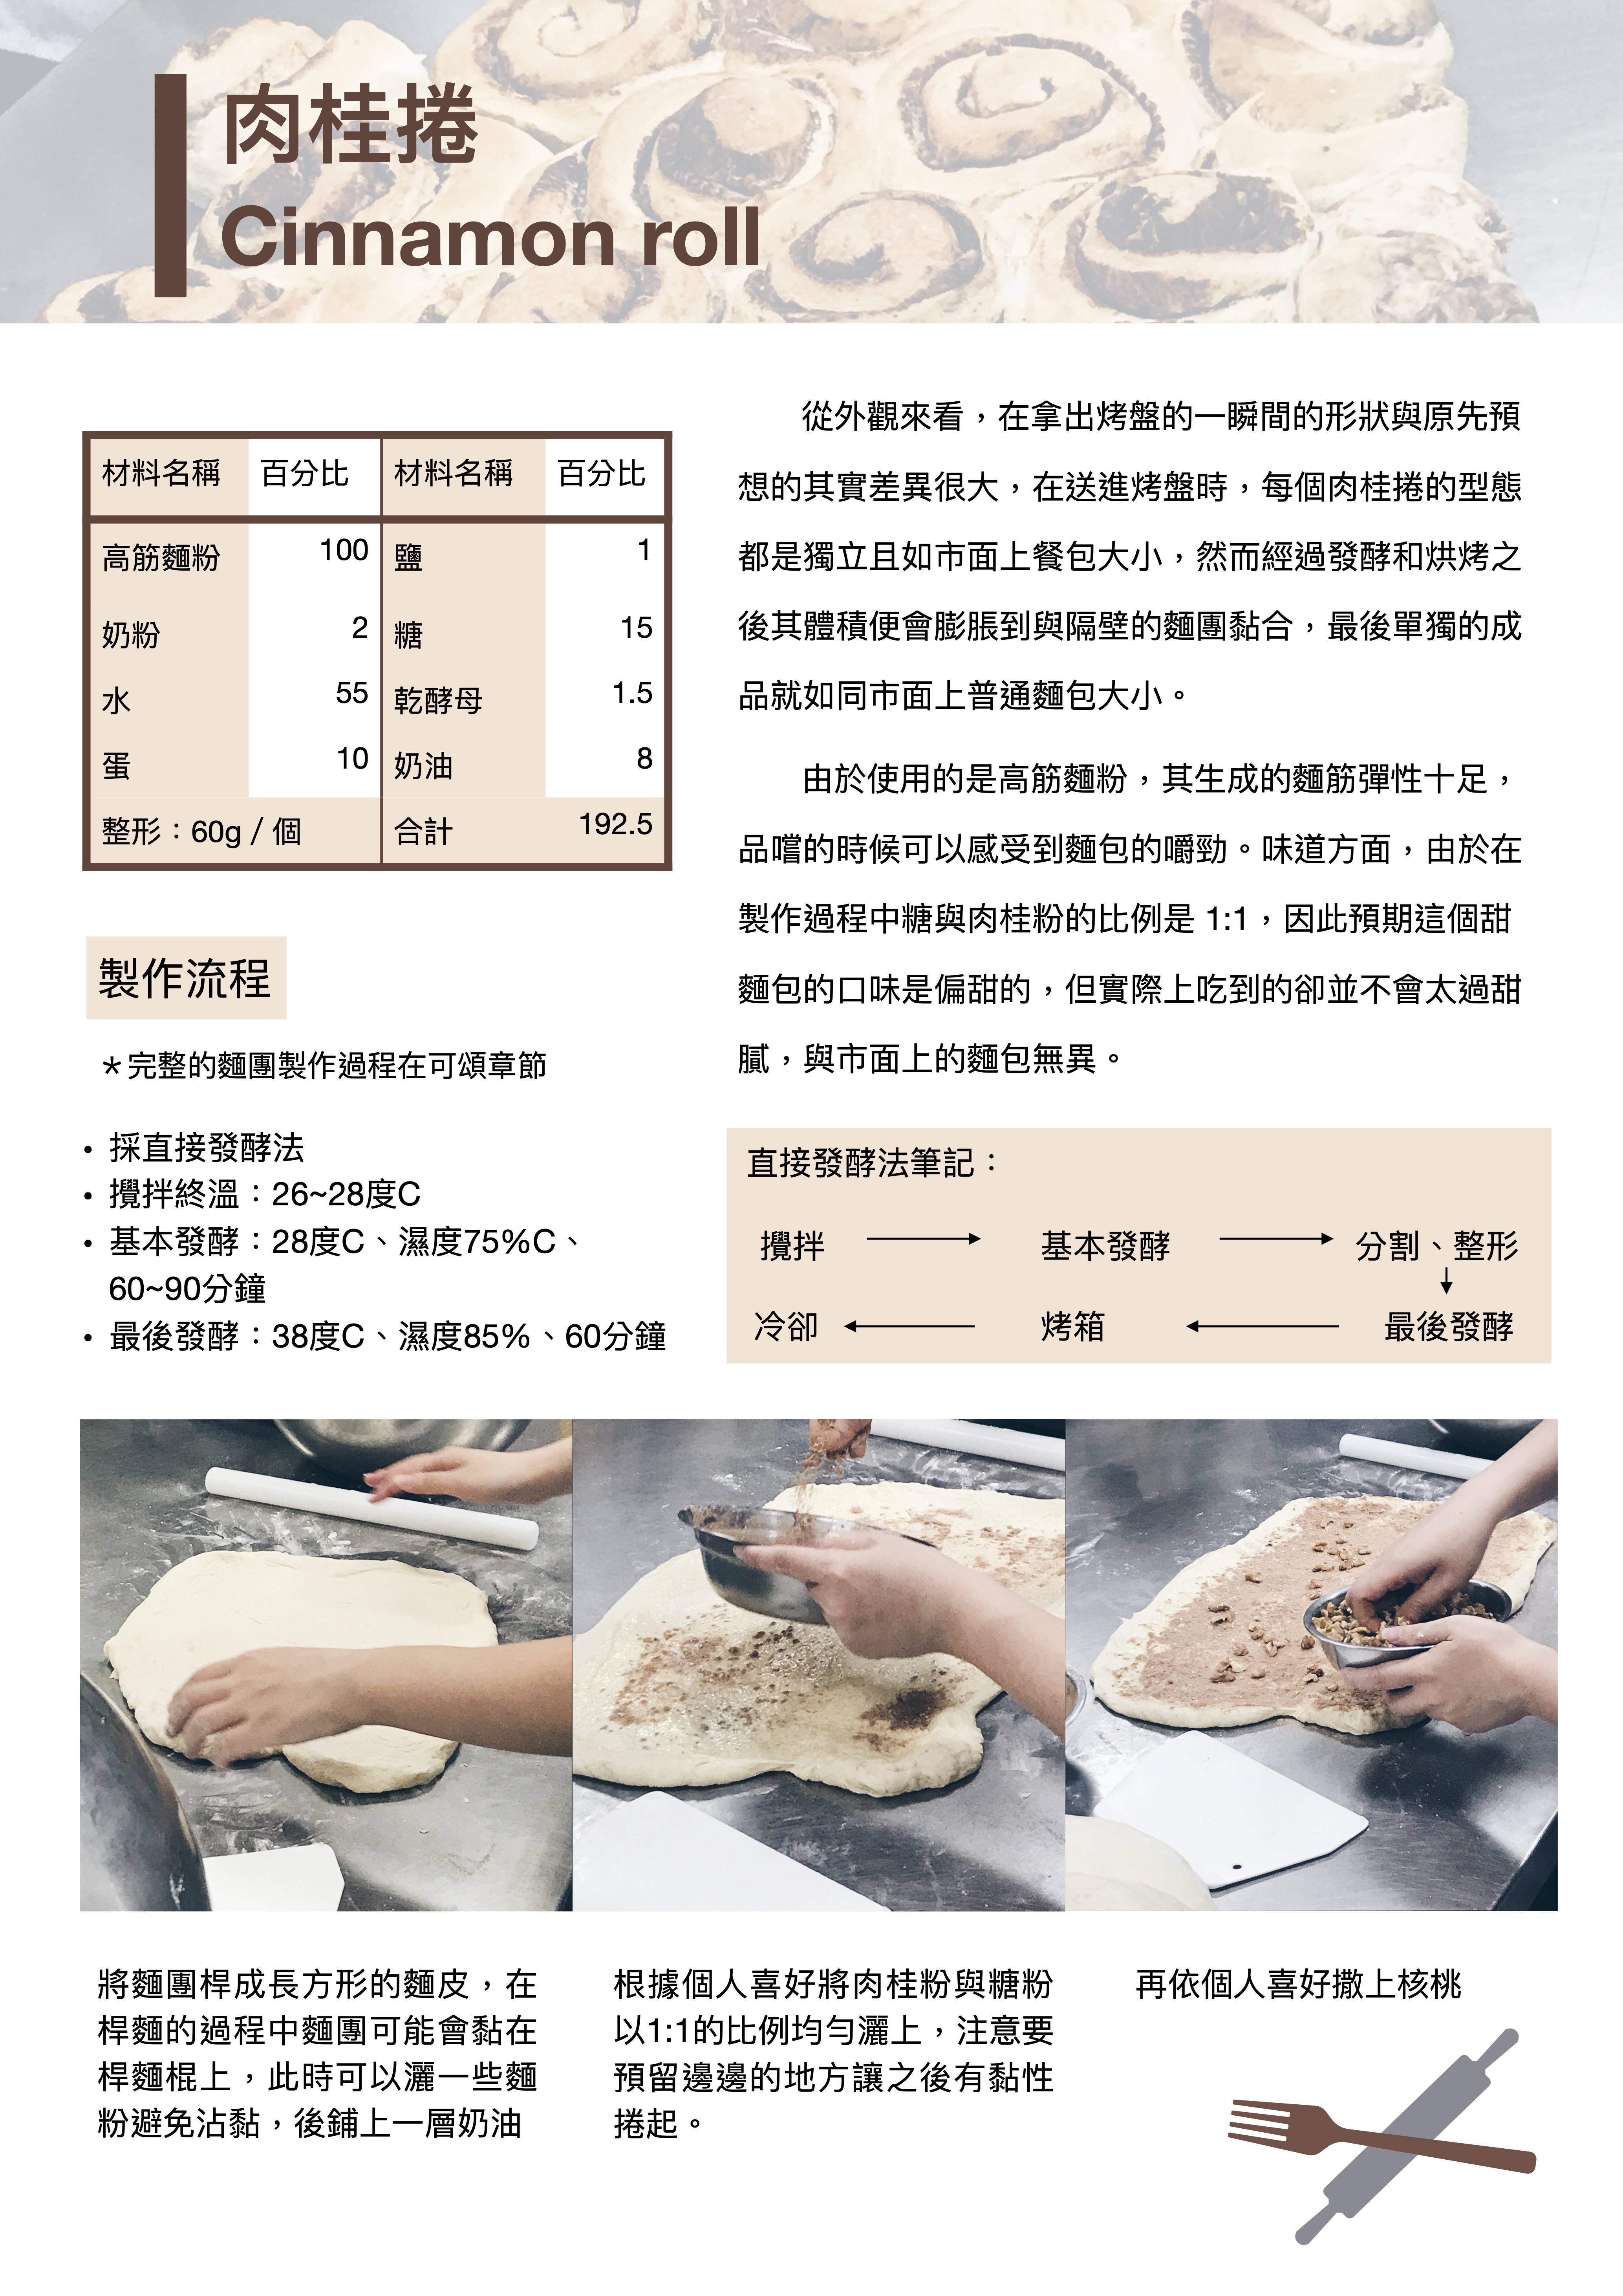 肉桂捲
Cinnamon roll
材料名稱 百分比 材料名稱 百分比
高筋麵粉 100 鹽 1
奶粉 2 糖 15
水 55 乾酵母 1.5
蛋 10 奶油 8
整形：60g / 個 合計 192.5
製作流程
＊完整的麵團製作過程在可頌章節
• 採直接發酵法
• 攪拌終溫：26~28度C
• 基本發酵：28度C、濕度75%C、
60~90分鐘
• 最後發酵：38度C、濕度85%、60分鐘
從外觀來看，在拿出烤盤的一瞬間的形狀與原先預
想的其實差異很大，在送進烤盤時，每個肉桂捲的型態
都是獨立且如市面上餐包大小，然而經過發酵和烘烤之
後其體積便會膨脹到與隔壁的麵團黏合，最後單獨的成
品就如同市面上普通麵包大小。
由於使用的是高筋麵粉，其生成的麵筋彈性十足，
品嚐的時候可以感受到麵包的嚼勁。味道方面，由於在
製作過程中糖與肉桂粉的比例是 1:1，因此預期這個甜
麵包的口味是偏甜的，但實際上吃到的卻並不會太過甜
膩，與市面上的麵包無異。
直接發酵法筆記：
攪拌 → 基本發酵 → 分割、整形
↓
冷卻 ← 烤箱 ← 最後發酵
將麵團桿成長方形的麵皮，在
桿麵的過程中麵團可能會黏在
桿麵棍上，此時可以灑一些麵
粉避免沾黏，後鋪上一層奶油
根據個人喜好將肉桂粉與糖粉
以1:1的比例均勻灑上，注意要
預留邊邊的地方讓之後有黏性
捲起。
再依個人喜好撒上核桃